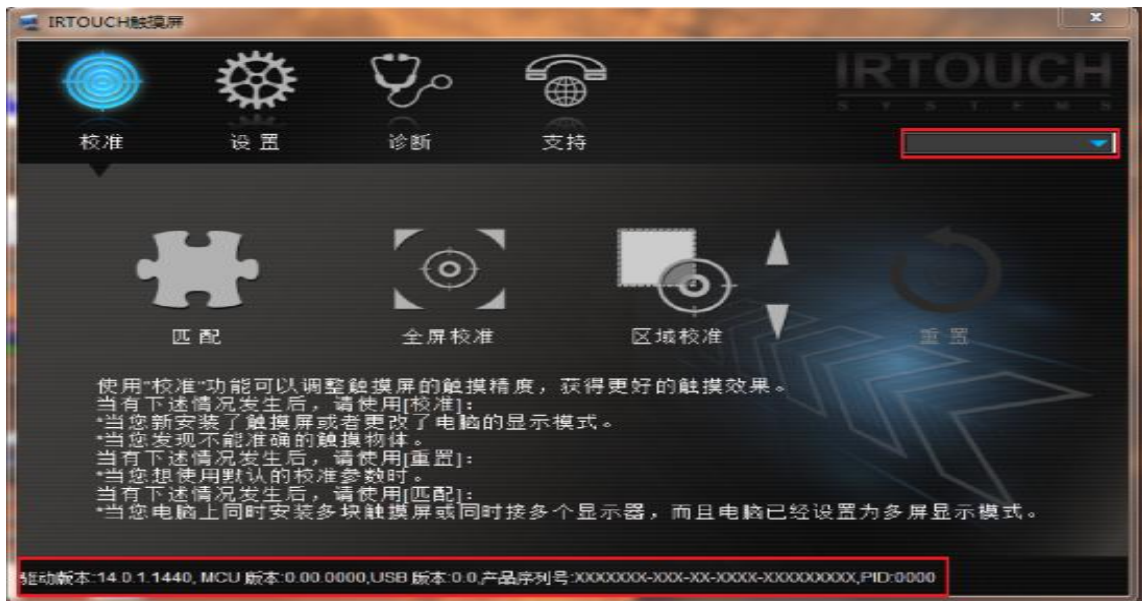 IRTOUCH触摸屏
IRTOUCH
SYSTEMS
校准 设置 诊断 支持
匹配 全屏校准 区域校准 重置
使用"校准"功能可以调整触摸屏的触摸精度，获得更好的触摸效果。
当有下述情况发生后，请使用[校准]:
*当您新安装了触摸屏或者更改了电脑的显示模式。
*当您发现不能准确的触摸物体。
当有下述情况发生后，请使用[重置]:
*当您想使用默认的校准参数时。
当有下述情况发生后，请使用[匹配]:
*当您电脑上同时安装多块触摸屏或同时接多个显示器，而且电脑已经设置为多屏显示模式。
驱动版本:14.0.1.1440, MCU 版本:0.00.0000,USB 版本:0.0,产品序列号:XXXXXXX-XXX-XX-XXXX-XXXXXXXXX,PID:0000